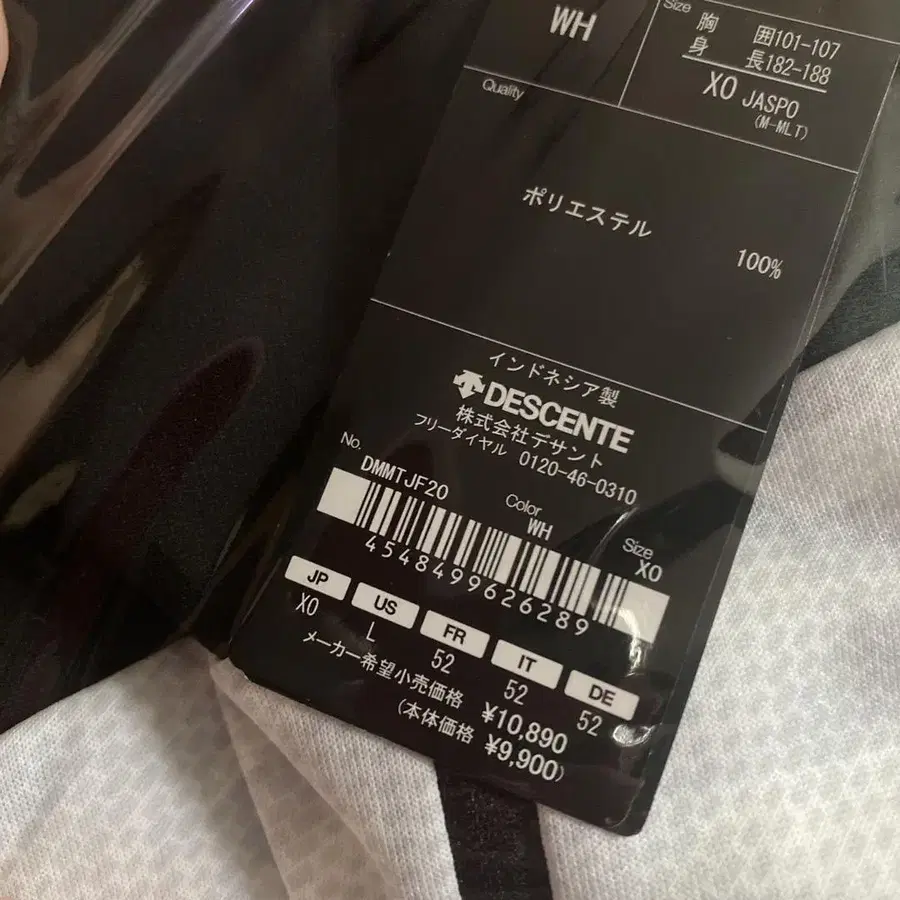 WH
Size
胸 囲101-107
身 長182-188
XO JASPO
(M-MLT)
Quality
ポリエステル
100%
インドネシア製
DESCENTE
株式会社デサント
フリーダイヤル 0120-46-0310
No.
DMMTJF20
Color
WH
Size
XO
4548499626289
JP US FR IT DE
XO L 52 52 52
メーカー希望小売価格 ¥10,890
(本体価格 ¥9,900)